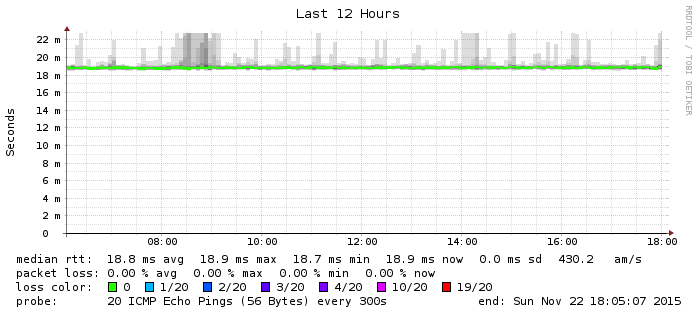 Last 12 Hours
RRDTOOL / TOBI OETIKER
Seconds
22 m
20 m
18 m
16 m
14 m
12 m
10 m
8 m
6 m
4 m
2 m
0
08:00 10:00 12:00 14:00 16:00 18:00
median rtt: 18.8 ms avg 18.9 ms max 18.7 ms min 18.9 ms now 0.0 ms sd 430.2 am/s
packet loss: 0.00 % avg 0.00 % max 0.00 % min 0.00 % now
loss color: 0 1/20 2/20 3/20 4/20 10/20 19/20
probe: 20 ICMP Echo Pings (56 Bytes) every 300s end: Sun Nov 22 18:05:07 2015